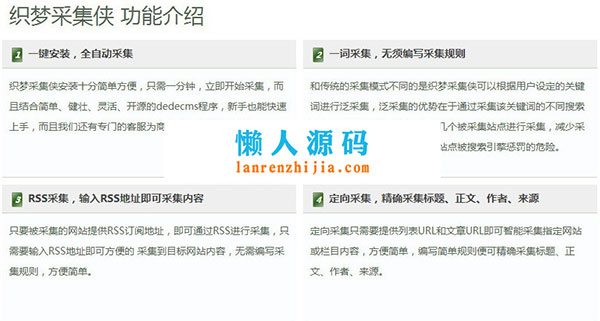 织梦采集侠 功能介绍
1 一键安装，全自动采集
织梦采集侠安装十分简单方便，只需一分钟，立即开始采集，而
且结合简单、健壮、灵活、开源的dedecms程序，新手也能快速
上手，而且我们还有专门的客服为商
2 一词采集，无须编写采集规则
和传统的采集模式不同的是织梦采集侠可以根据用户设定的关键
词进行泛采集，泛采集的优势在于通过采集该关键词的不同搜索
几个被采集站点进行采集，减少采
站点被搜索引擎惩罚的危险。
懒人源码
lanrenzhijia.com
3 RSS采集，输入RSS地址即可采集内容
只要被采集的网站提供RSS订阅地址，即可通过RSS进行采集，只
需要输入RSS地址即可方便的 采集到目标网站内容，无需编写采
集规则，方便简单。
4 定向采集，精确采集标题、正文、作者、来源
定向采集只需要提供列表URL和文章URL即可智能采集指定网站
或栏目内容，方便简单，编写简单规则便可精确采集标题、正
文、作者、来源。